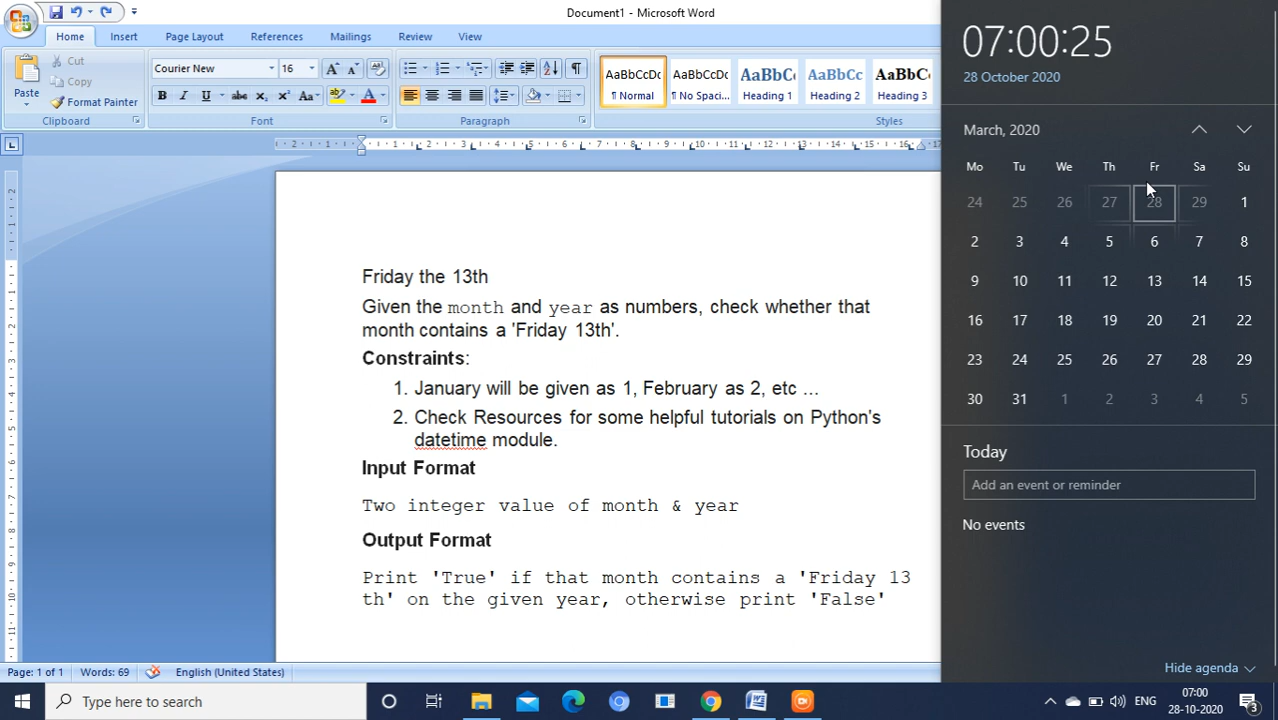 Document1 - Microsoft Word
Home Insert Page Layout References Mailings Review View
Paste
Cut
Copy
Format Painter
Clipboard
Courier New 16
Font
Paragraph
AaBbCcDc AaBbCcDc AaBbCc AaBbCc AaBbCc
¶ Normal ¶ No Spaci... Heading 1 Heading 2 Heading 3
Styles
Friday the 13th
Given the month and year as numbers, check whether that
month contains a 'Friday 13th'.
Constraints:
1. January will be given as 1, February as 2, etc ...
2. Check Resources for some helpful tutorials on Python's
datetime module.
Input Format
Two integer value of month & year
Output Format
Print 'True' if that month contains a 'Friday 13
th' on the given year, otherwise print 'False'
Page: 1 of 1 Words: 69 English (United States)
07:00:25
28 October 2020
March, 2020
Mo Tu We Th Fr Sa Su
24 25 26 27 28 29 1
2 3 4 5 6 7 8
9 10 11 12 13 14 15
16 17 18 19 20 21 22
23 24 25 26 27 28 29
30 31 1 2 3 4 5
Today
Add an event or reminder
No events
Hide agenda
Type here to search
ENG
07:00
28-10-2020
3